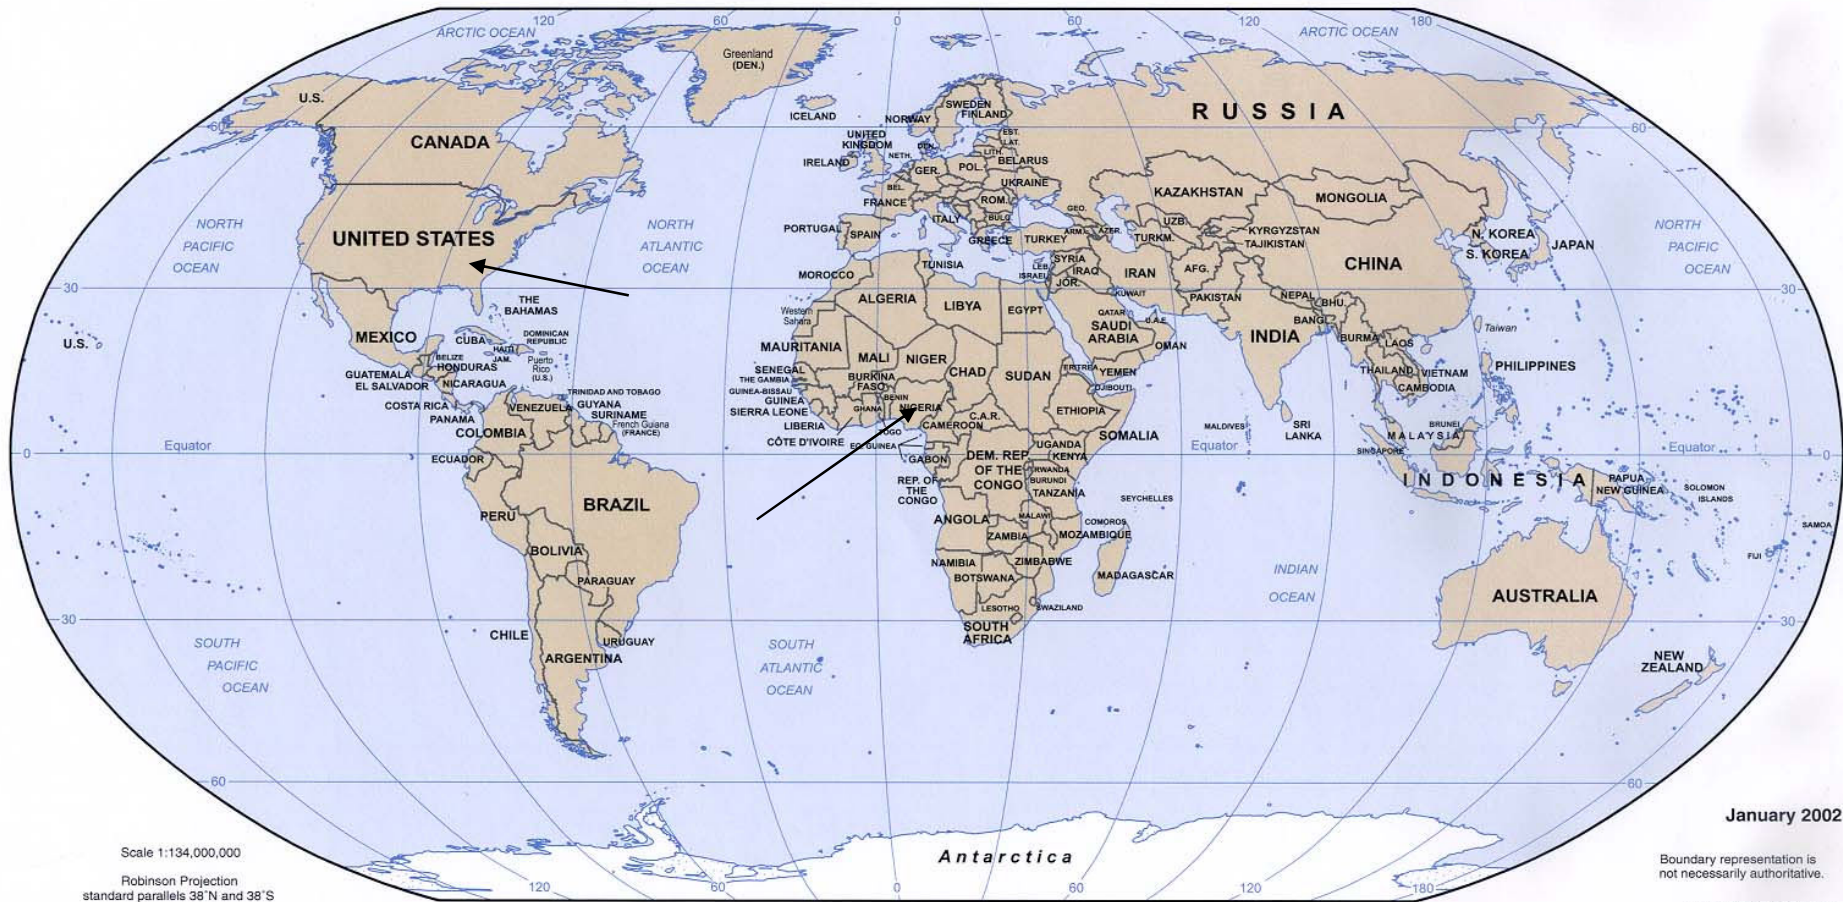 120
60
0
60
120
180
ARCTIC OCEAN
ARCTIC OCEAN
Greenland
(DEN.)
U.S.
ICELAND
NORWAY
SWEDEN
FINLAND
RUSSIA
60
60
CANADA
UNITED
KINGDOM
IRELAND
DEN.
NETH.
EST.
LAT.
LITH.
BELARUS
BEL.
GER.
POL.
UKRAINE
KAZAKHSTAN
MONGOLIA
FRANCE
ROM.
NORTH
PACIFIC
OCEAN
UNITED STATES
NORTH
ATLANTIC
OCEAN
PORTUGAL
SPAIN
ITALY
BULG.
GREECE
TURKEY
GEO.
ARM.
AZER.
UZB.
TURKM.
KYRGYZSTAN
TAJIKISTAN
CHINA
N. KOREA
S. KOREA
JAPAN
NORTH
PACIFIC
OCEAN
MOROCCO
TUNISIA
LEB.
ISRAEL
SYRIA
IRAQ
JOR.
IRAN
AFG.
30
30
THE
BAHAMAS
Western
Sahara
ALGERIA
LIBYA
EGYPT
KUWAIT
QATAR
U.A.E.
SAUDI
ARABIA
PAKISTAN
NEPAL
BHU.
BANG.
INDIA
BURMA
LAOS
Taiwan
U.S.
MEXICO
CUBA
HAITI
DOMINICAN
REPUBLIC
JAM.
Puerto
Rico
(U.S.)
BELIZE
HONDURAS
GUATEMALA
EL SALVADOR
NICARAGUA
COSTA RICA
PANAMA
MAURITANIA
MALI
NIGER
CHAD
SUDAN
ERITREA
YEMEN
OMAN
DJIBOUTI
THAILAND
VIETNAM
CAMBODIA
PHILIPPINES
SENEGAL
THE GAMBIA
GUINEA-BISSAU
GUINEA
SIERRA LEONE
LIBERIA
CÔTE D'IVOIRE
BURKINA
FASO
BENIN
GHANA
TOGO
NIGERIA
CAMEROON
C.A.R.
ETHIOPIA
SOMALIA
TRINIDAD AND TOBAGO
VENEZUELA
GUYANA
SURINAME
French Guiana
(FRANCE)
COLOMBIA
ECUADOR
Equator
0
EQ. GUINEA
GABON
REP. OF
THE
CONGO
DEM. REP.
OF THE
CONGO
UGANDA
KENYA
RWANDA
BURUNDI
TANZANIA
MALDIVES
Equator
SRI
LANKA
BRUNEI
MALAYSIA
SINGAPORE
INDONESIA
Equator
0
PAPUA
NEW GUINEA
SOLOMON
ISLANDS
SAMOA
FIJI
SEYCHELLES
COMOROS
PERU
BRAZIL
BOLIVIA
PARAGUAY
CHILE
URUGUAY
ARGENTINA
ANGOLA
ZAMBIA
MALAWI
MOZAMBIQUE
NAMIBIA
ZIMBABWE
BOTSWANA
MADAGASCAR
LESOTHO
SWAZILAND
SOUTH
AFRICA
INDIAN
OCEAN
AUSTRALIA
NEW
ZEALAND
30
30
SOUTH
PACIFIC
OCEAN
SOUTH
ATLANTIC
OCEAN
60
60
Antarctica
120
60
0
60
120
180
January 2002
Scale 1:134,000,000
Robinson Projection
standard parallels 38°N and 38°S
Boundary representation is
not necessarily authoritative.